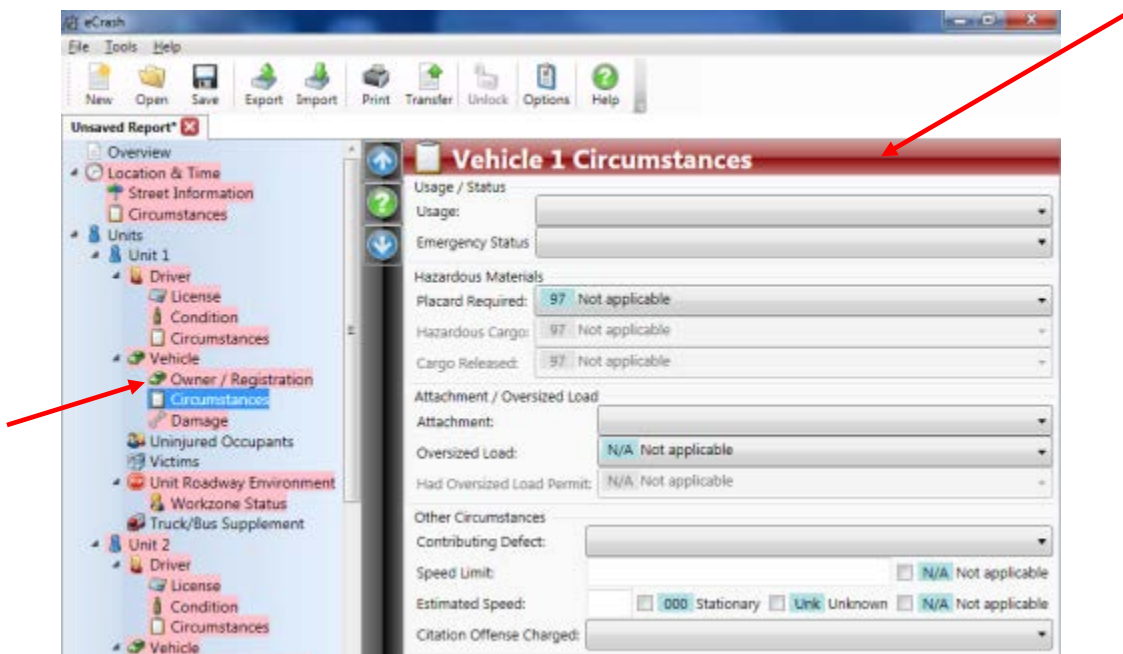 eCrash
File Tools Help
New Open Save Export Import Print Transfer Unlock Options Help
Unsaved Report*
Overview
Location & Time
Street Information
Circumstances
Units
Unit 1
Driver
License
Condition
Circumstances
Vehicle
Owner / Registration
Circumstances
Damage
Uninjured Occupants
Victims
Unit Roadway Environment
Workzone Status
Truck/Bus Supplement
Unit 2
Driver
License
Condition
Circumstances
Vehicle
Vehicle 1 Circumstances
Usage / Status
Usage:
Emergency Status
Hazardous Materials
Placard Required: 97 Not applicable
Hazardous Cargo: 97 Not applicable
Cargo Released: 97 Not applicable
Attachment / Oversized Load
Attachment:
Oversized Load: N/A Not applicable
Had Oversized Load Permit: N/A Not applicable
Other Circumstances
Contributing Defect:
Speed Limit: N/A Not applicable
Estimated Speed: 000 Stationary Unk Unknown N/A Not applicable
Citation Offense Charged: